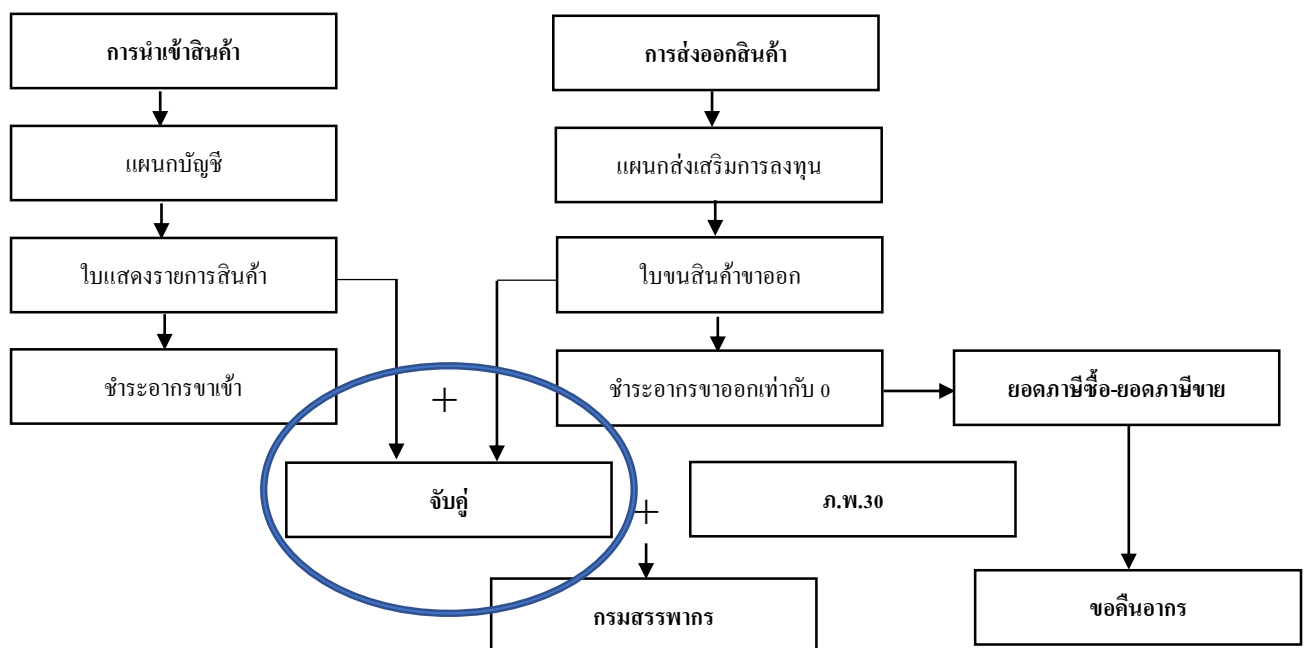 การนำเข้าสินค้า
การส่งออกสินค้า
แผนกบัญชี
แผนกส่งเสริมการลงทุน
ใบแสดงรายการสินค้า
ใบขนสินค้าขาออก
ชำระอากรขาเข้า
+
ชำระอากรขาออกเท่ากับ 0
ยอดภาษีซื้อ-ยอดภาษีขาย
จับคู่
+
ภ.พ.30
กรมสรรพากร
ขอคืนอากร